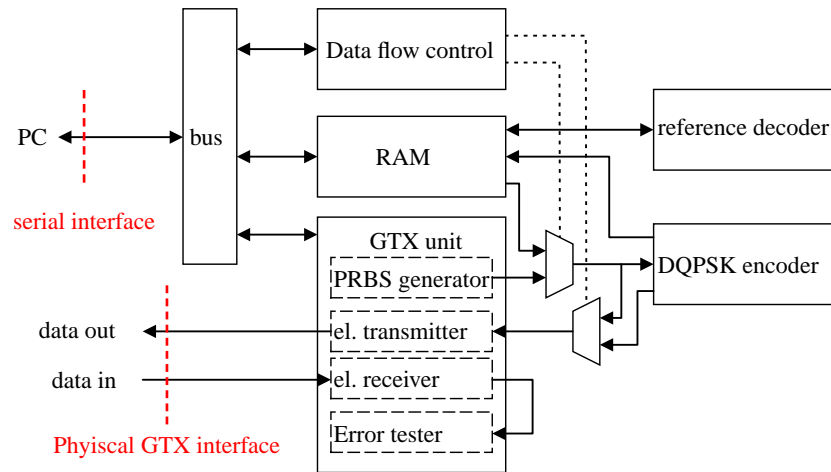 Data flow control
PC
bus
RAM
reference decoder
serial interface
GTX unit
PRBS generator
DQPSK encoder
data out
el. transmitter
data in
el. receiver
Error tester
Phyiscal GTX interface